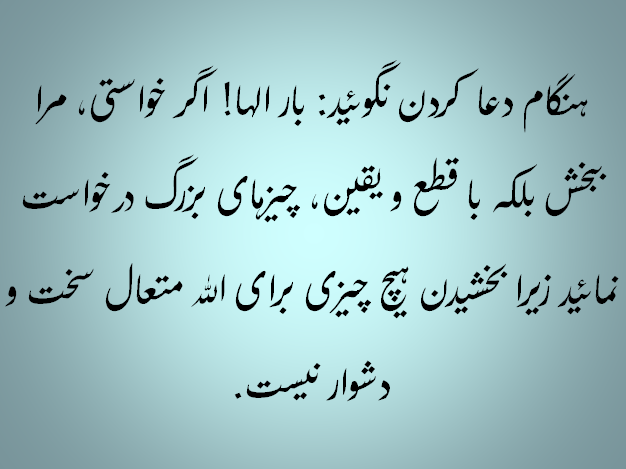 هنگام دعا کردن نگوئید: بار الها! اگر خواستی، مرا
ببخش بلکه با قطع و یقین، چیزهای بزرگ درخواست
نمائید زیرا بخشیدن هیچ چیزی برای الله متعال سخت و
دشوار نیست.